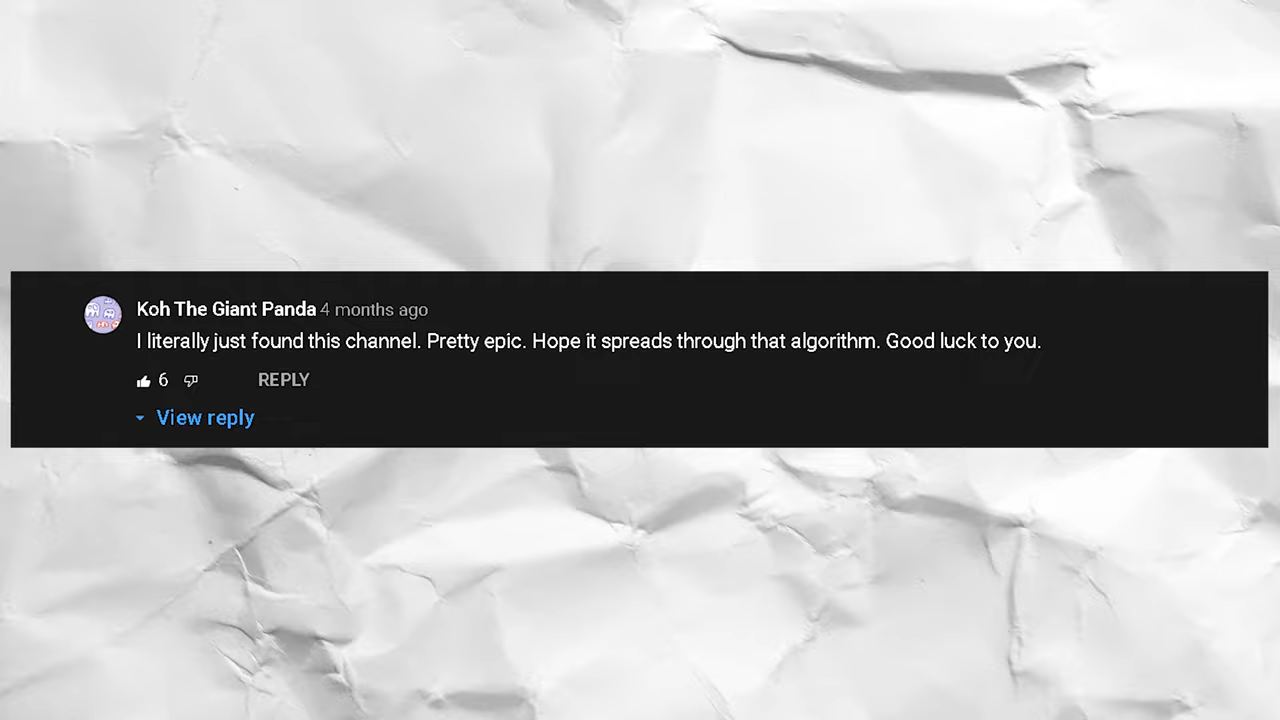 Koh The Giant Panda 4 months ago
I literally just found this channel. Pretty epic. Hope it spreads through that algorithm. Good luck to you.
6 REPLY
View reply